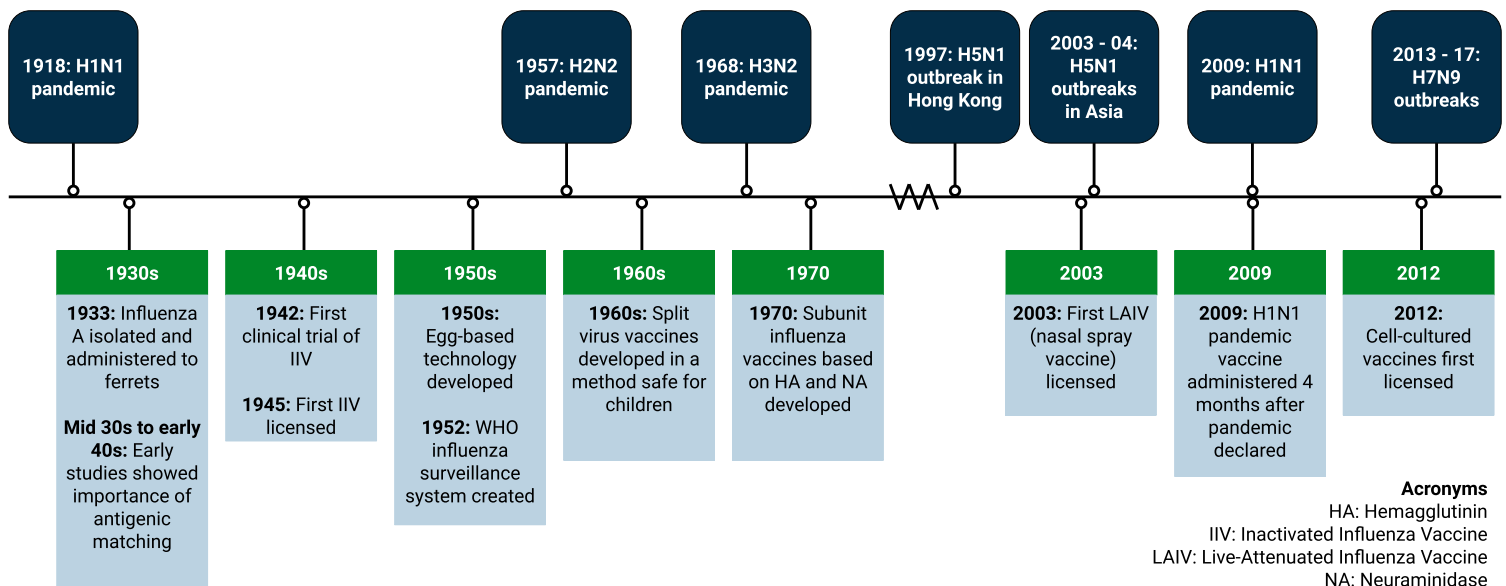 1918: H1N1
pandemic
1957: H2N2
pandemic
1968: H3N2
pandemic
1997: H5N1
outbreak in
Hong Kong
2003 - 04:
H5N1
outbreaks
in Asia
2009: H1N1
pandemic
2013 - 17:
H7N9
outbreaks
1930s
1933: Influenza
A isolated and
administered to
ferrets
Mid 30s to early
40s: Early
studies showed
importance of
antigenic
matching
1940s
1942: First
clinical trial of
IIV
1945: First IIV
licensed
1950s
1950s:
Egg-based
technology
developed
1952: WHO
influenza
surveillance
system created
1960s
1960s: Split
virus vaccines
developed in a
method safe for
children
1970
1970: Subunit
influenza
vaccines based
on HA and NA
developed
2003
2003: First LAIV
(nasal spray
vaccine)
licensed
2009
2009: H1N1
pandemic
vaccine
administered 4
months after
pandemic
declared
2012
2012:
Cell-cultured
vaccines first
licensed
Acronyms
HA: Hemagglutinin
IIV: Inactivated Influenza Vaccine
LAIV: Live-Attenuated Influenza Vaccine
NA: Neuraminidase